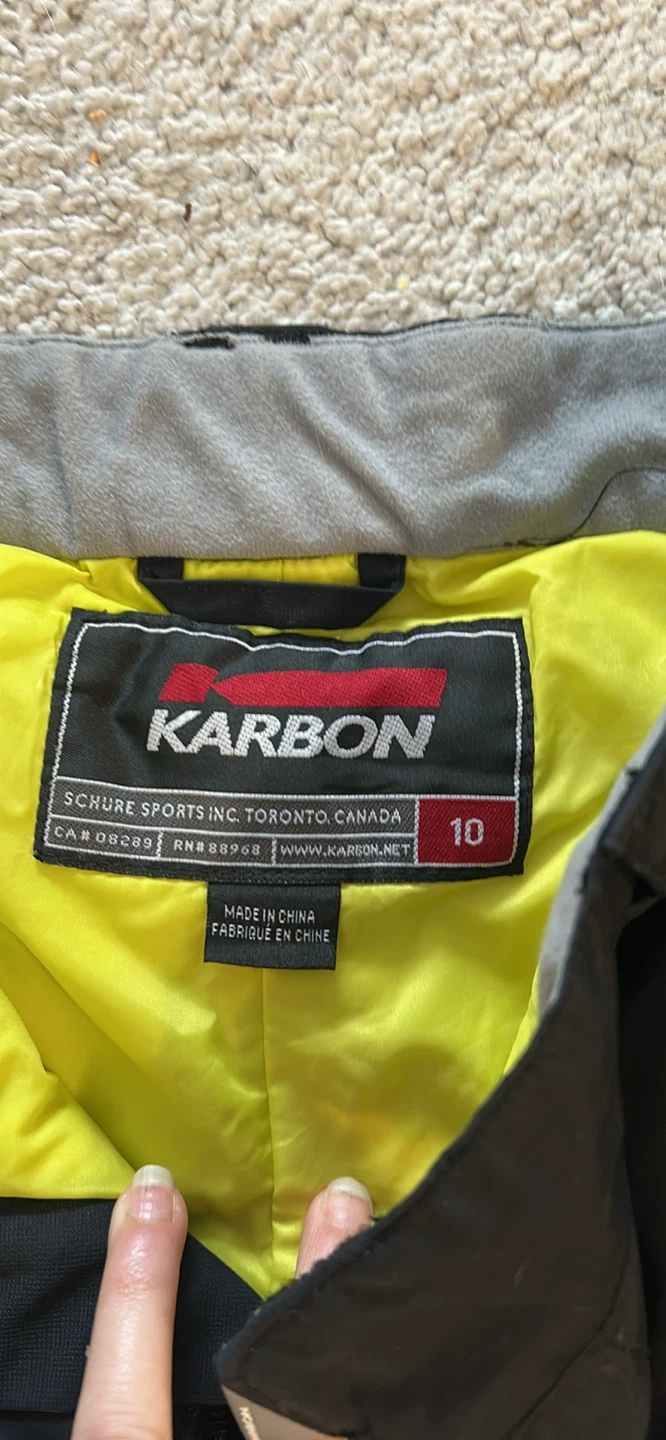 KARBON
SCHURE SPORTS INC. TORONTO, CANADA
10
CA# 08289 RN# 88968 WWW.KARBON.NET
MADE IN CHINA
FABRIQUÉ EN CHINE